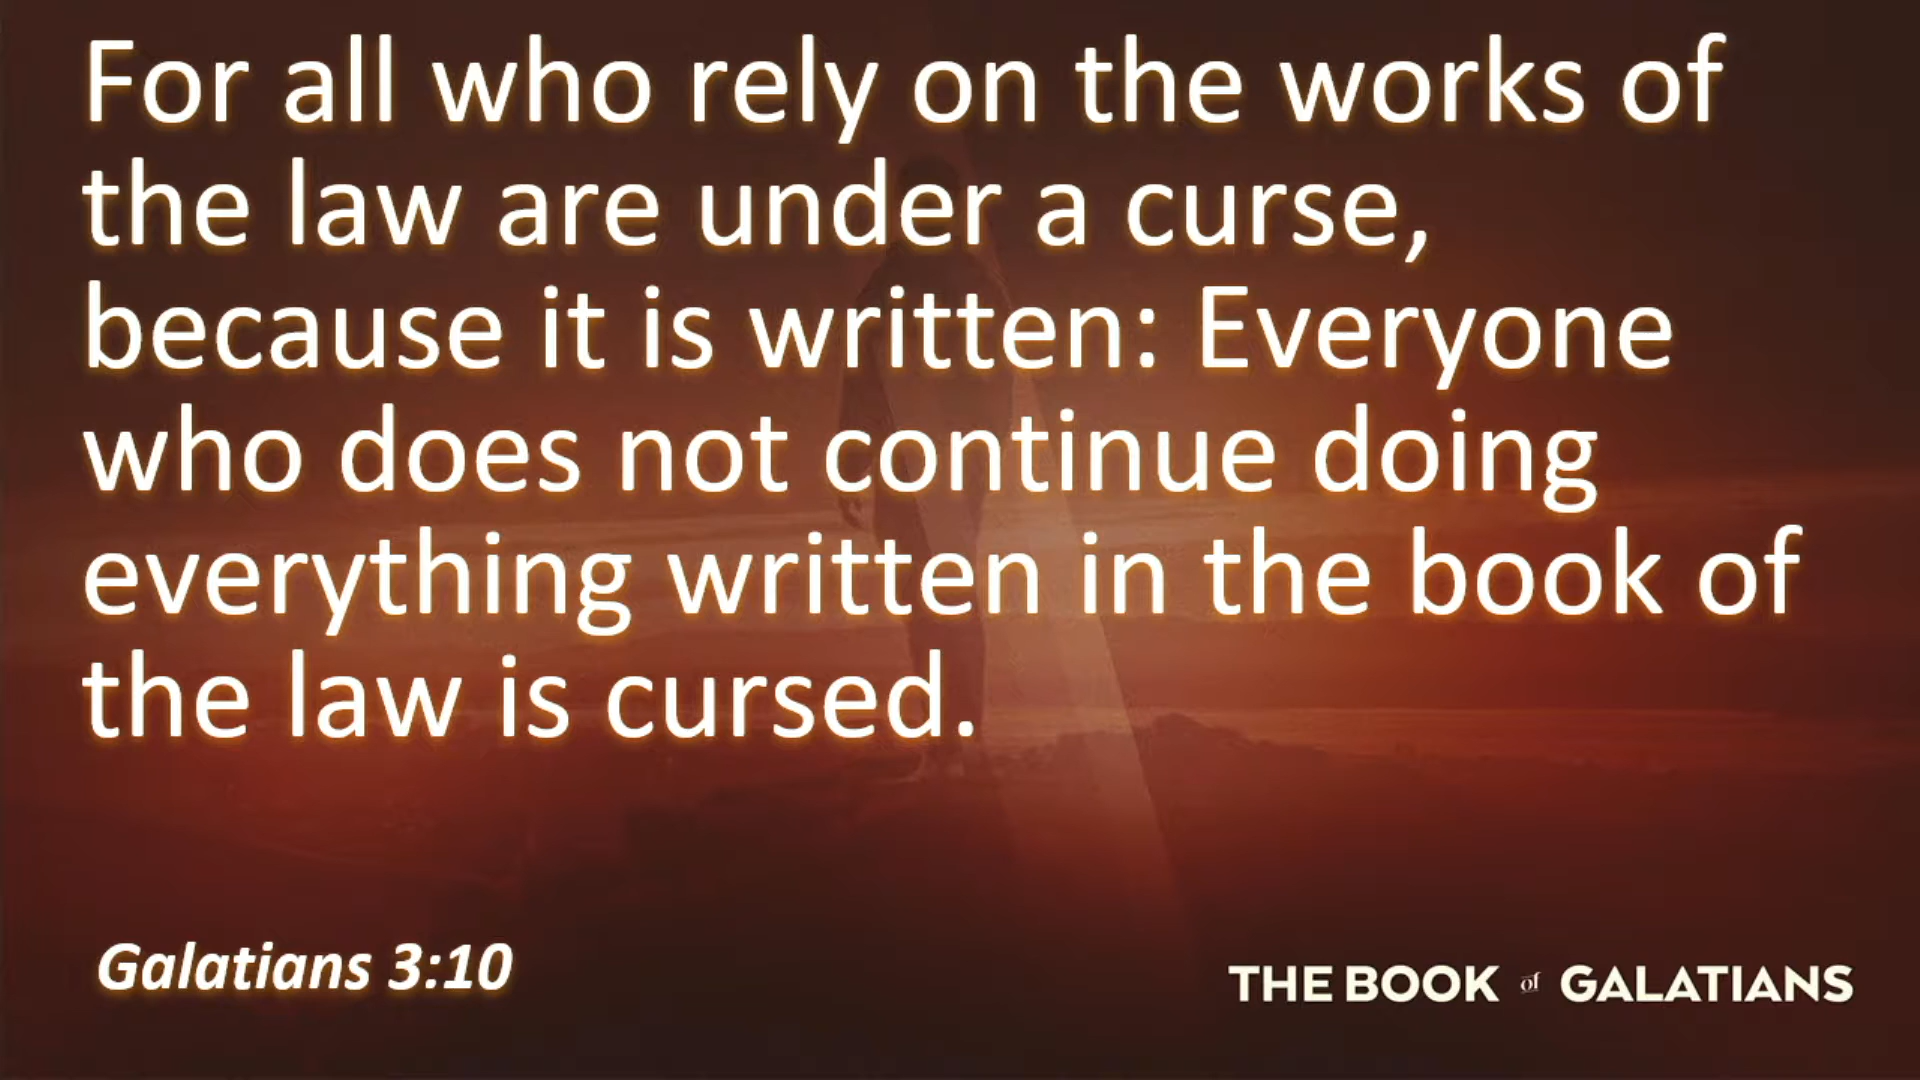 For all who rely on the works of
the law are under a curse,
because it is written: Everyone
who does not continue doing
everything written in the book of
the law is cursed.
Galatians 3:10
THE BOOK of GALATIANS